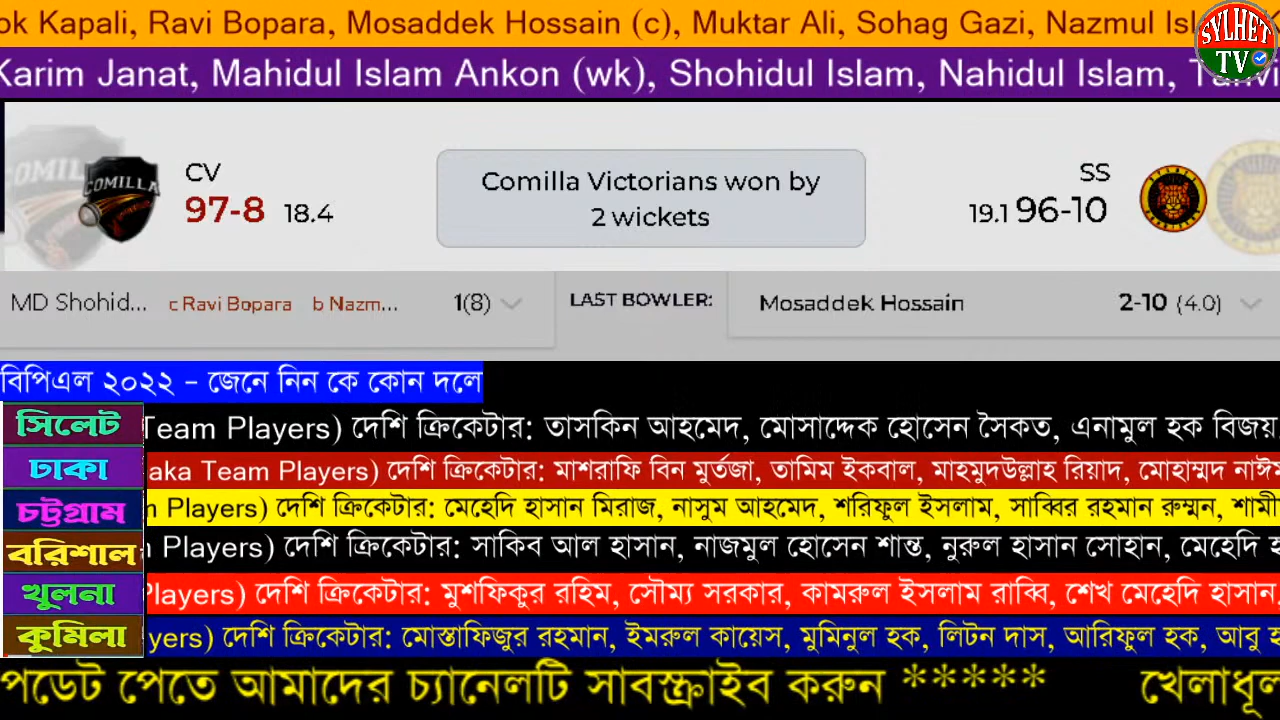 ok Kapali, Ravi Bopara, Mosaddek Hossain (c), Muktar Ali, Sohag Gazi, Nazmul
SYLHET
TV
Karim Janat, Mahidul Islam Ankon (wk), Shohidul Islam, Nahidul Islam,
COMILLA
CV
97-8 18.4
Comilla Victorians won by
2 wickets
SS
19.1 96-10
MD Shohid... c Ravi Bopara b Nazm... 1(8)
LAST BOWLER:
Mosaddek Hossain 2-10 (4.0)
বিপিএল ২০২২ - জেনে নিন কে কোন দলে
সিলেট Team Players) দেশি ক্রিকেটার: তাসকিন আহমেদ, মোসাদ্দেক হোসেন সৈকত, এনামুল হক বিজয়
ঢাকা aka Team Players) দেশি ক্রিকেটার: মাশরাফি বিন মুর্তজা, তামিম ইকবাল, মাহমুদউল্লাহ রিয়াদ, মোহাম্মদ নাঈম
চট্টগ্রাম Players) দেশি ক্রিকেটার: মেহেদি হাসান মিরাজ, নাসুম আহমেদ, শরিফুল ইসলাম, সাব্বির রহমান রুম্মন, শামী
বরিশাল Players) দেশি ক্রিকেটার: সাকিব আল হাসান, নাজমুল হোসেন শান্ত, নুরুল হাসান সোহান, মেহেদি
খুলনা Players) দেশি ক্রিকেটার: মুশফিকুর রহিম, সৌম্য সরকার, কামরুল ইসলাম রাব্বি, শেখ মেহেদি হাসান
কুমিলা yers) দেশি ক্রিকেটার: মোস্তাফিজুর রহমান, ইমরুল কায়েস, মুমিনুল হক, লিটন দাস, আরিফুল হক, আবু
পডেট পেতে আমাদের চ্যানেলটি সাবস্ক্রাইব করুন ***** খেলাধূল